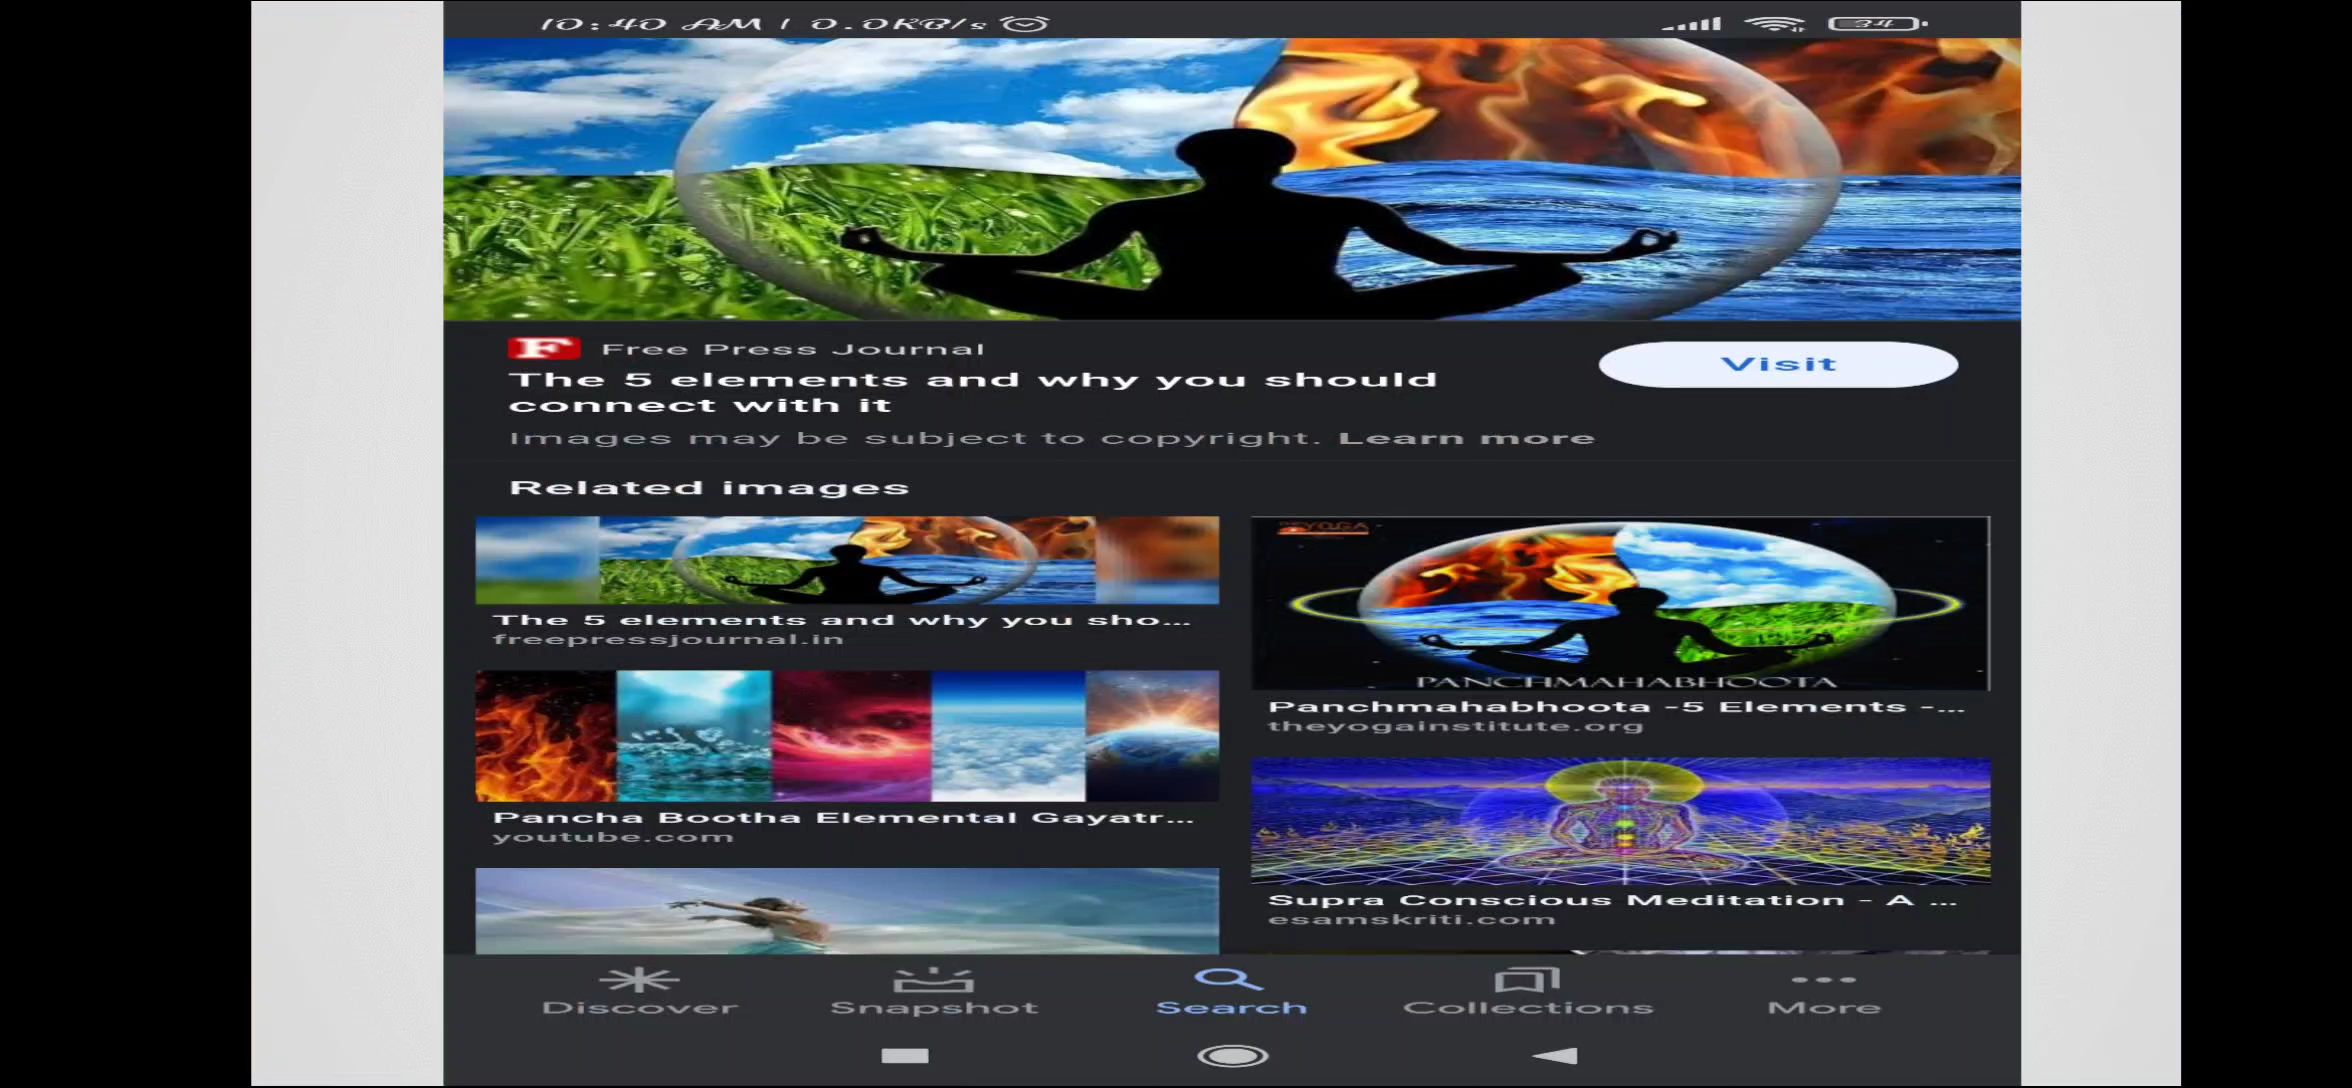 10:40 AM | 0.0KB/s
34
F Free Press Journal
The 5 elements and why you should
connect with it
Visit
Images may be subject to copyright. Learn more
Related images
The 5 elements and why you sho...
freepressjournal.in
YOGA
PANCHMAHABHOOTA
Panchmahabhoota -5 Elements -...
theyogainstitute.org
Pancha Bootha Elemental Gayatr...
youtube.com
Supra Conscious Meditation - A ...
esamskriti.com
Discover
Snapshot
Search
Collections
More